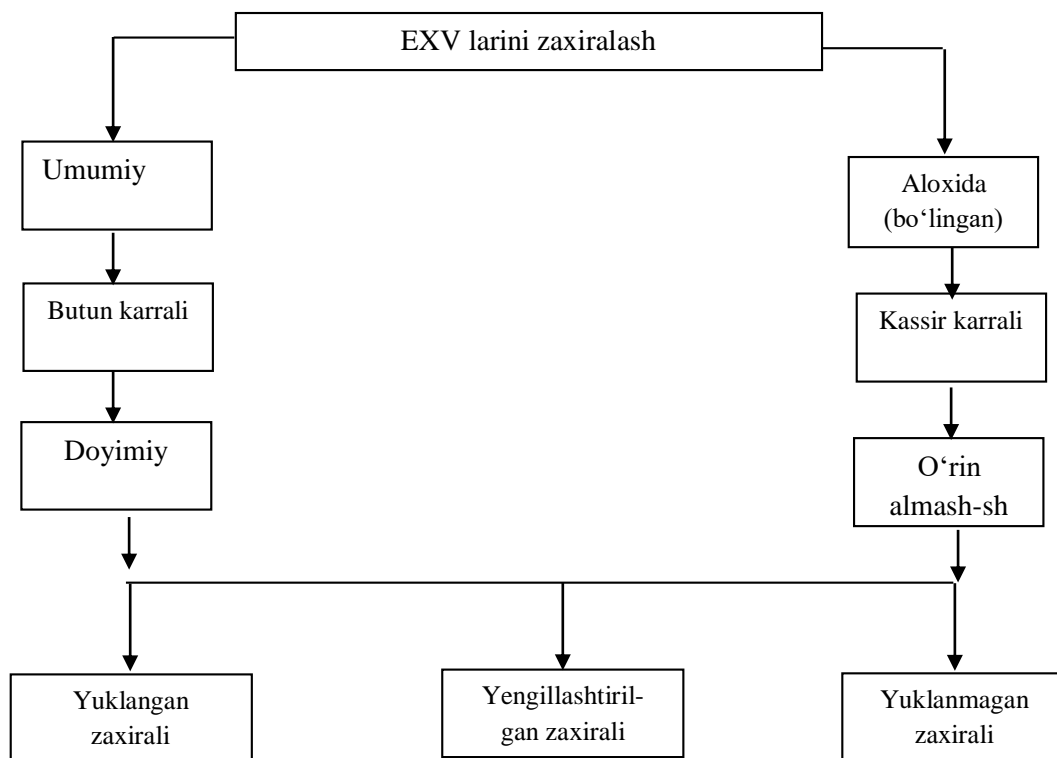 EXV larini zaxiralash
Umumiy
Aloxida
(bo‘lingan)
Butun karrali
Kassir karrali
Doyimiy
O‘rin
almash-sh
Yuklangan
zaxirali
Yengillashtiril-
gan zaxirali
Yuklanmagan
zaxirali